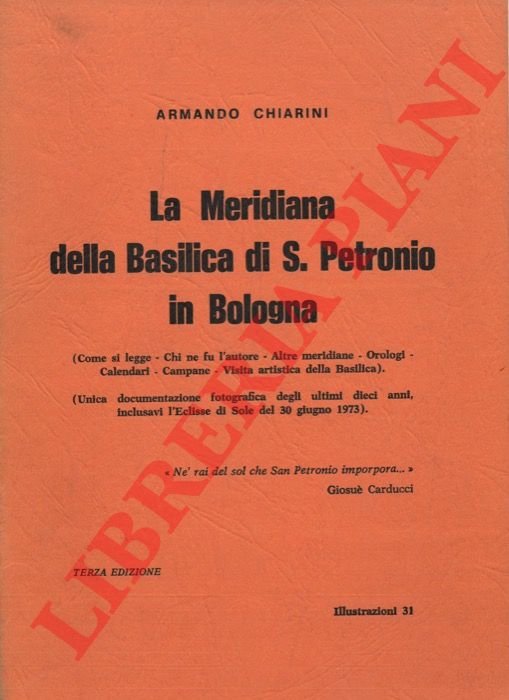 ARMANDO CHIARINI
La Meridiana
della Basilica di S. Petronio
in Bologna
(Come si legge - Chi ne fu l'autore - Altre meridiane - Orologi -
Calendari - Campane - Visita artistica della Basilica).
(Unica documentazione fotografica degli ultimi dieci anni,
inclusavi l'Eclisse di Sole del 30 giugno 1973).
« Ne' rai del sol che San Petronio imporpora... »
Giosuè Carducci
TERZA EDIZIONE
Illustrazioni 31
LIBRERIA PIANI